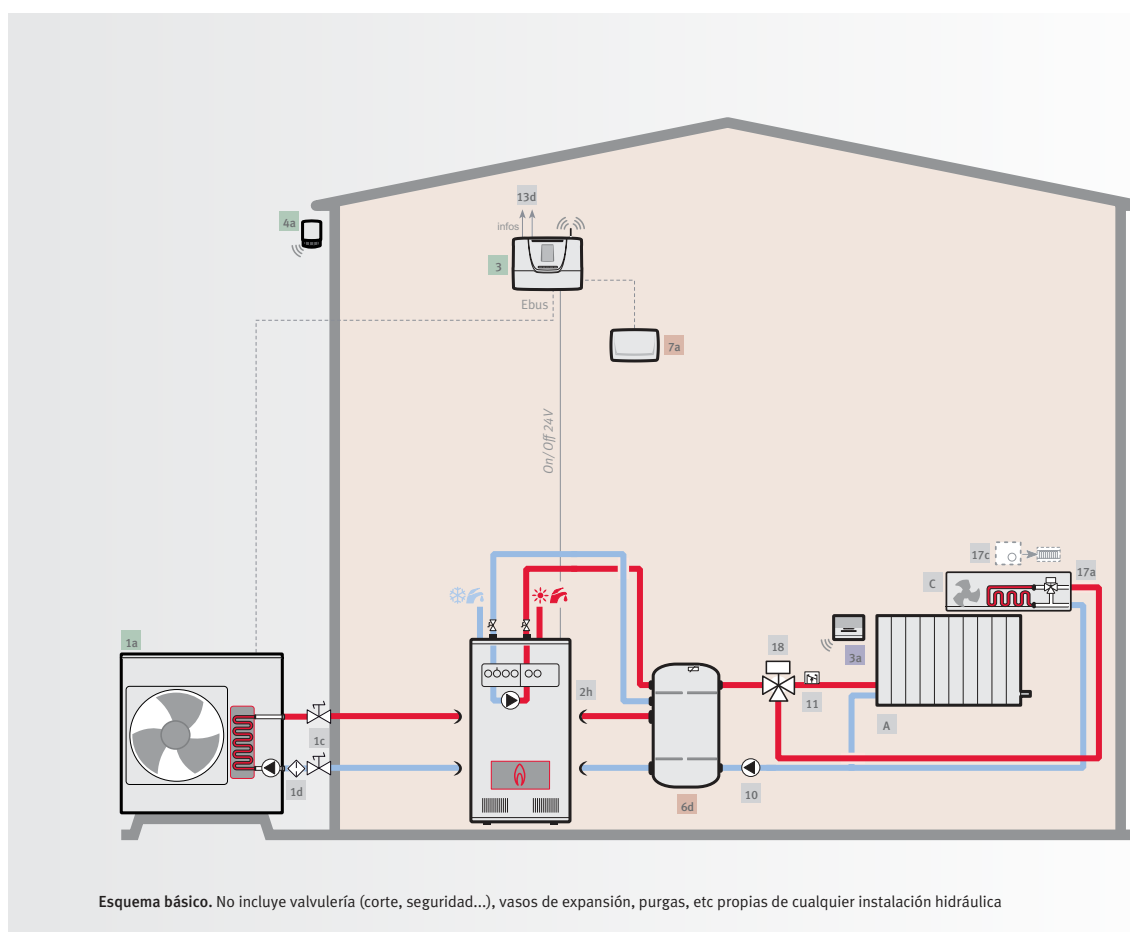 13d
4a
infos
3
Ebus
7a
On/Off 24V
17c
17a
C
1a
18
3a
2h
11
A
1c
1d
10
6d
Esquema básico. No incluye valvulería (corte, seguridad...), vasos de expansión, purgas, etc propias de cualquier instalación hidráulica